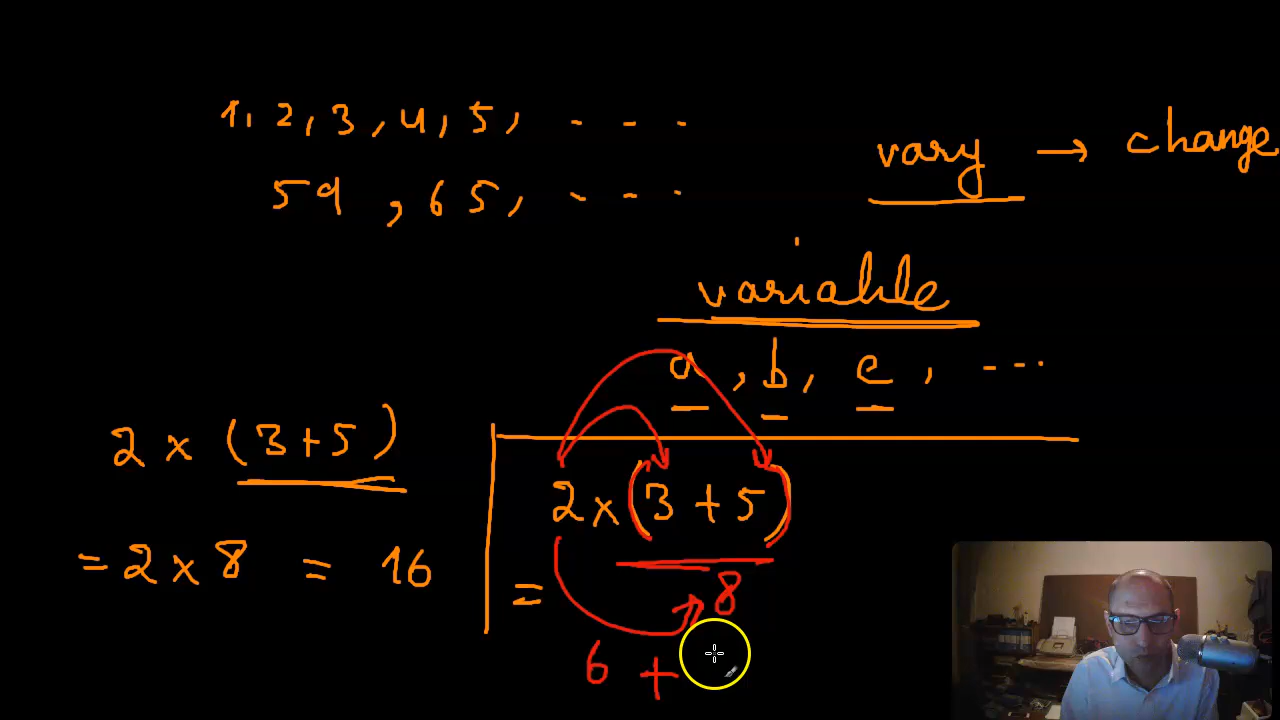 1, 2, 3, 4, 5, - - -
59, 65, - - -
vary → change
variable
a, b, c, ...
2 × (3+5)
= 2 × 8 = 16
2 × (3 + 5)
= 8
6 +